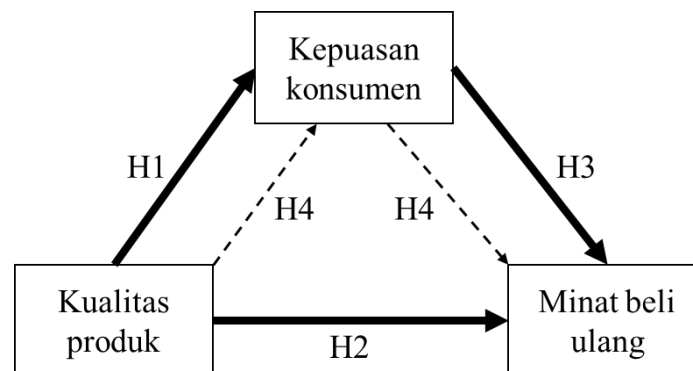 Kepuasan
konsumen
H1
H4
H4
H3
Kualitas
produk
H2
Minat beli
ulang